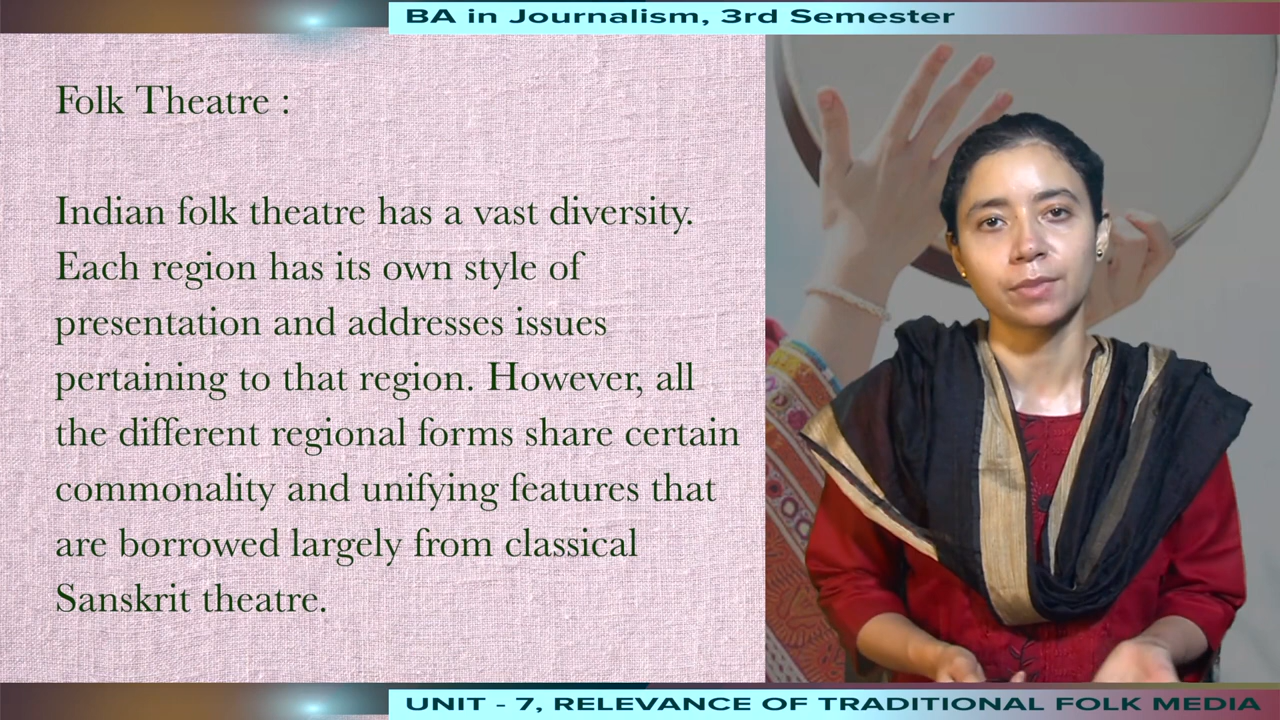 BA in Journalism, 3rd Semester
Folk Theatre :
Indian folk theatre has a vast diversity.
Each region has its own style of
presentation and addresses issues
pertaining to that region. However, all
the different regional forms share certain
commonality and unifying features that
are borrowed largely from classical
Sanskrit theatre.
UNIT - 7, RELEVANCE OF TRADITIONAL FOLK MEDIA